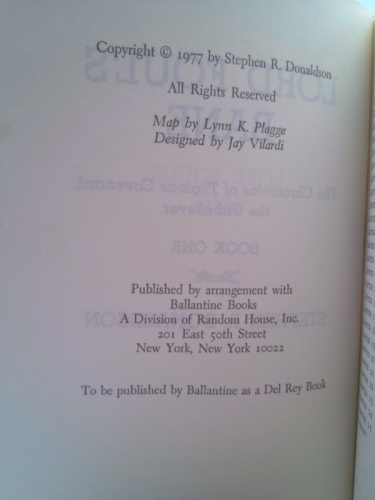 Copyright © 1977 by Stephen R. Donaldson
All Rights Reserved
Map by Lynn K. Plagge
Designed by Jay Vilardi
Published by arrangement with
Ballantine Books
A Division of Random House, Inc.
201 East 50th Street
New York, New York 10022
To be published by Ballantine as a Del Rey Book